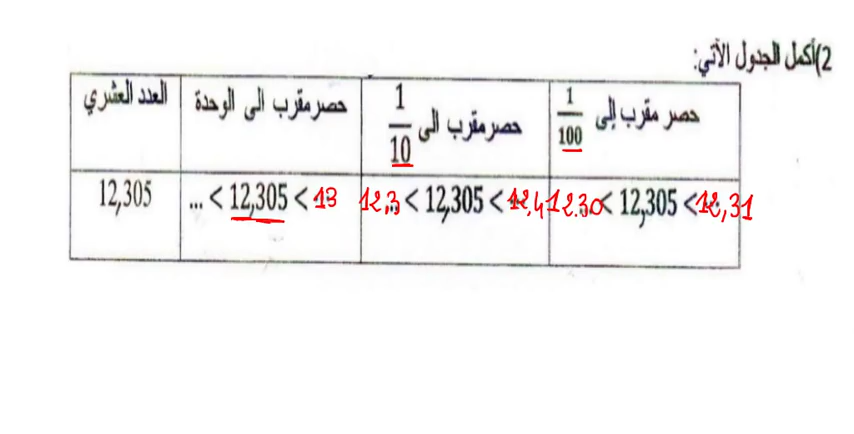 2)أكمل الجدول الآتي:
العدد العشري | حصر مقرب الى الوحدة | حصر مقرب الى 1/10 | حصر مقرب إلى 1/100
12,305 | ... < 12,305 < 13 | 12,3 < 12,305 < 12,4 | 12.30 < 12,305 < 12,31